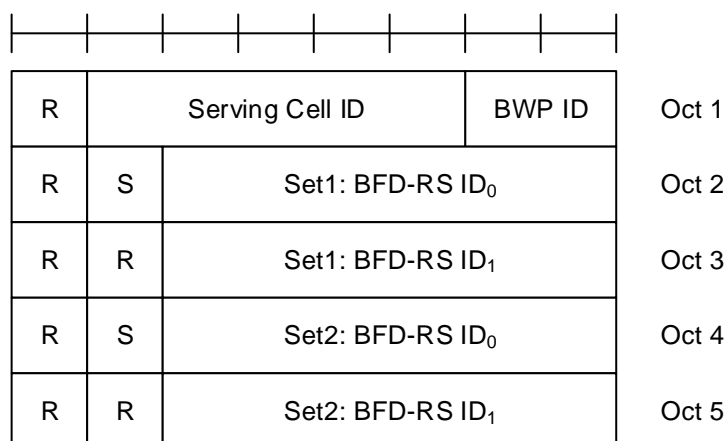 R Serving Cell ID BWP ID Oct 1
R S Set1: BFD-RS ID₀ Oct 2
R R Set1: BFD-RS ID₁ Oct 3
R S Set2: BFD-RS ID₀ Oct 4
R R Set2: BFD-RS ID₁ Oct 5